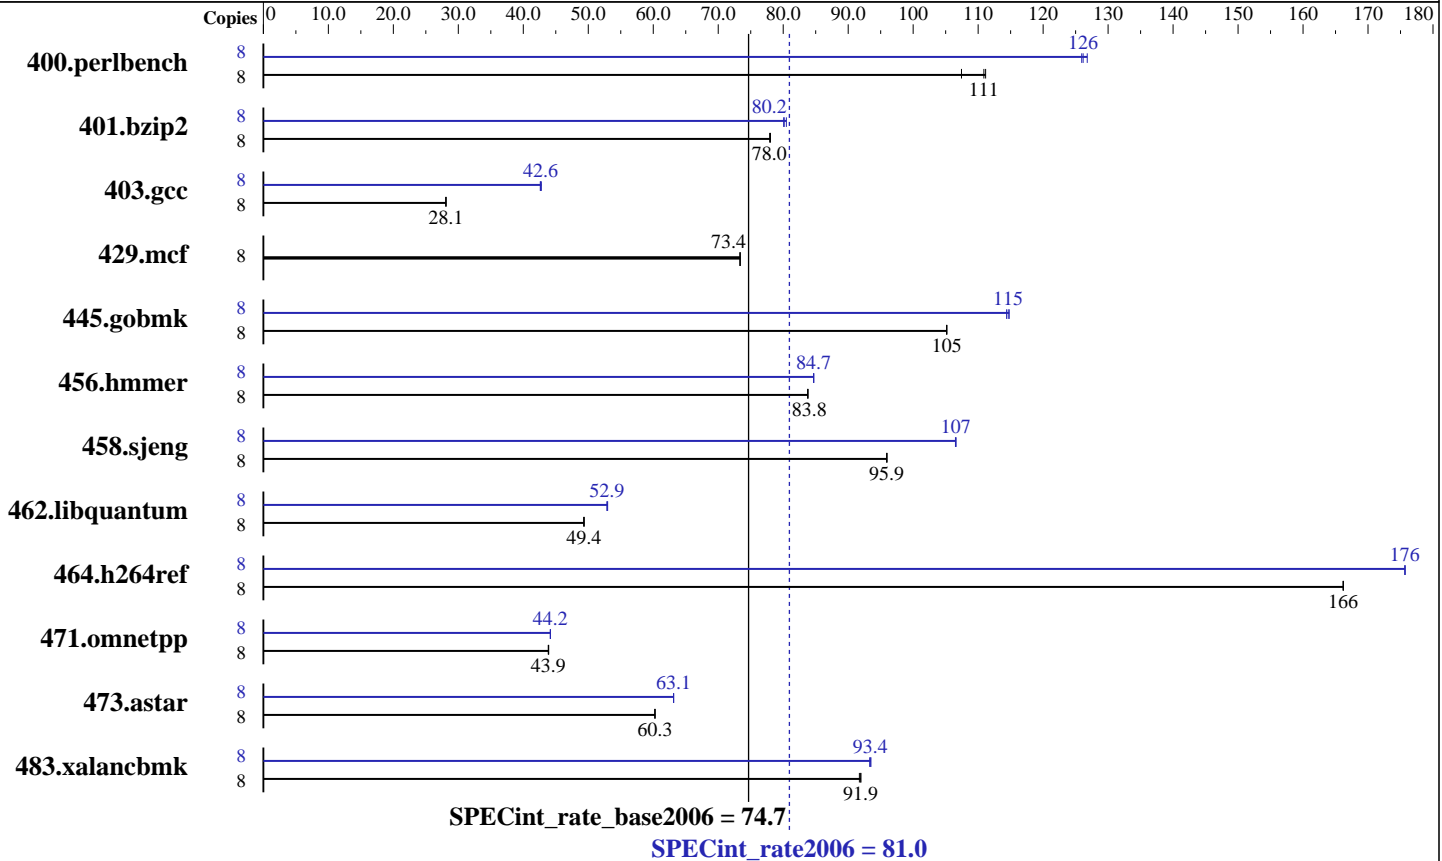 Copies 0 10.0 20.0 30.0 40.0 50.0 60.0 70.0 80.0 90.0 100 110 120 130 140 150 160 170 180
400.perlbench 8 126
8 111
401.bzip2 8 80.2
8 78.0
403.gcc 8 42.6
8 28.1
429.mcf 8 73.4
445.gobmk 8 115
8 105
456.hmmer 8 84.7
8 83.8
458.sjeng 8 107
8 95.9
462.libquantum 8 52.9
8 49.4
464.h264ref 8 176
8 166
471.omnetpp 8 44.2
8 43.9
473.astar 8 63.1
8 60.3
483.xalancbmk 8 93.4
8 91.9
SPECint_rate_base2006 = 74.7
SPECint_rate2006 = 81.0